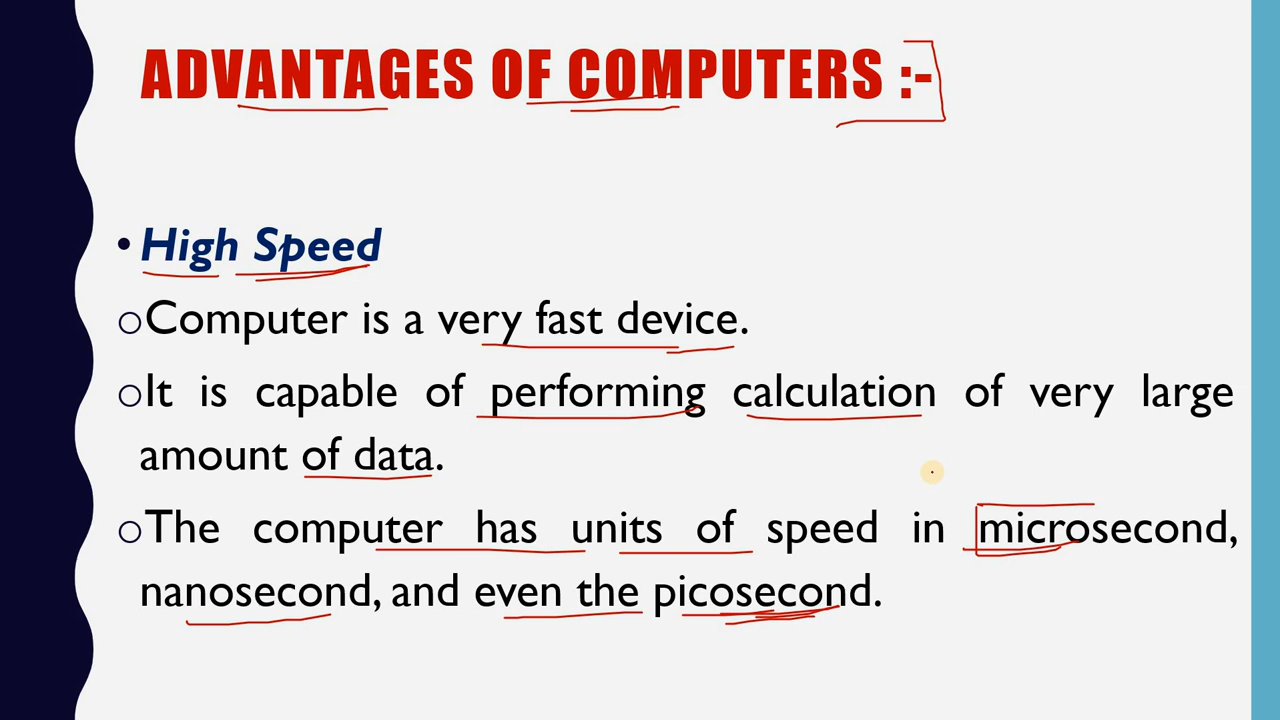 ADVANTAGES OF COMPUTERS :-
• High Speed
oComputer is a very fast device.
oIt is capable of performing calculation of very large
amount of data.
oThe computer has units of speed in microsecond,
nanosecond, and even the picosecond.